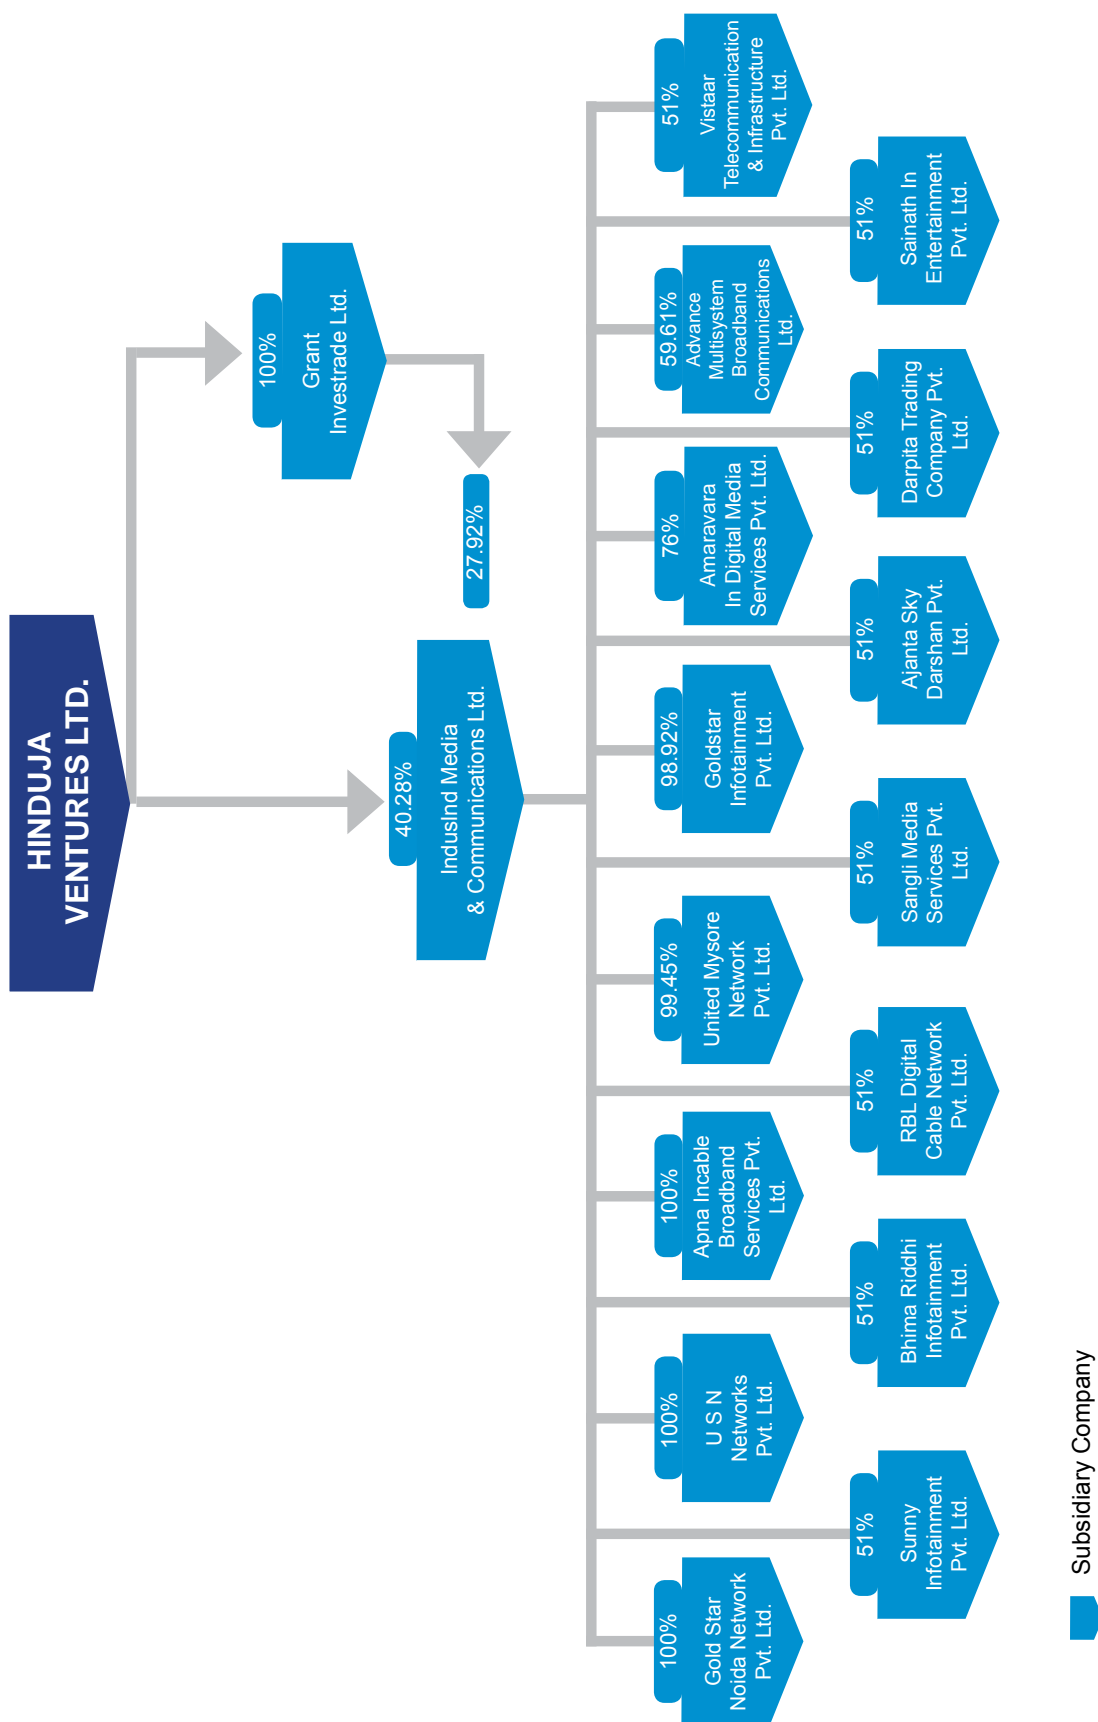 HINDUJA
VENTURES LTD.
100%
Grant
Investrade Ltd.
40.28%
IndusInd Media
& Communications Ltd.
27.92%
100%
Gold Star
Noida Network
Pvt. Ltd.
100%
U S N
Networks
Pvt. Ltd.
100%
Apna Incable
Broadband
Services Pvt.
Ltd.
99.45%
United Mysore
Network
Pvt. Ltd.
98.92%
Goldstar
Infotainment
Pvt. Ltd.
76%
Amaravara
In Digital Media
Services Pvt. Ltd.
59.61%
Advance
Multisystem
Broadband
Communications
Ltd.
51%
Vistaar
Telecommunication
& Infrastructure
Pvt. Ltd.
51%
Sunny
Infotainment
Pvt. Ltd.
51%
Bhima Riddhi
Infotainment
Pvt. Ltd.
51%
RBL Digital
Cable Network
Pvt. Ltd.
51%
Sangli Media
Services Pvt.
Ltd.
51%
Ajanta Sky
Darshan Pvt.
Ltd.
51%
Darpita Trading
Company Pvt.
Ltd.
51%
Sainath In
Entertainment
Pvt. Ltd.
Subsidiary Company